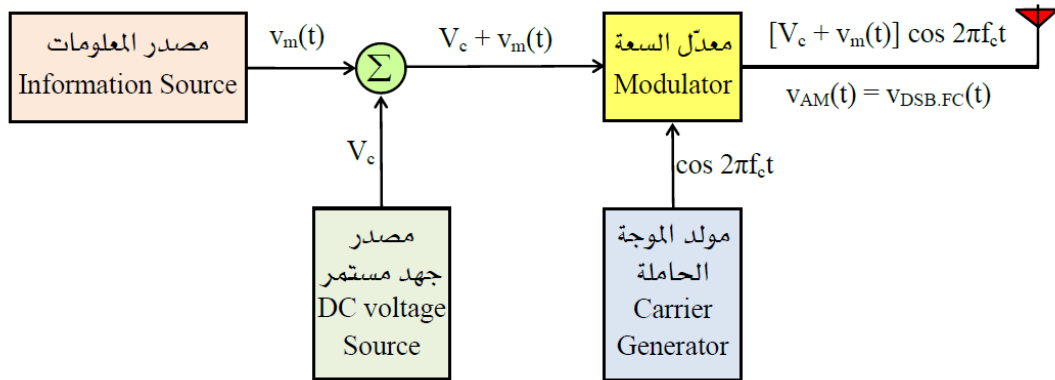 مصدر المعلومات
Information Source
vm(t)
Σ
Vc + vm(t)
معدّل السعة
Modulator
[Vc + vm(t)] cos 2πfct
vAM(t) = vDSB.FC(t)
Vc
cos 2πfct
مصدر
جهد مستمر
DC voltage
Source
مولد الموجة
الحاملة
Carrier
Generator